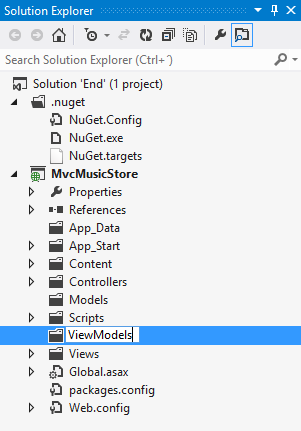 Solution Explorer
Search Solution Explorer (Ctrl+´)
Solution 'End' (1 project)
.nuget
NuGet.Config
NuGet.exe
NuGet.targets
MvcMusicStore
Properties
References
App_Data
App_Start
Content
Controllers
Models
Scripts
ViewModels
Views
Global.asax
packages.config
Web.config